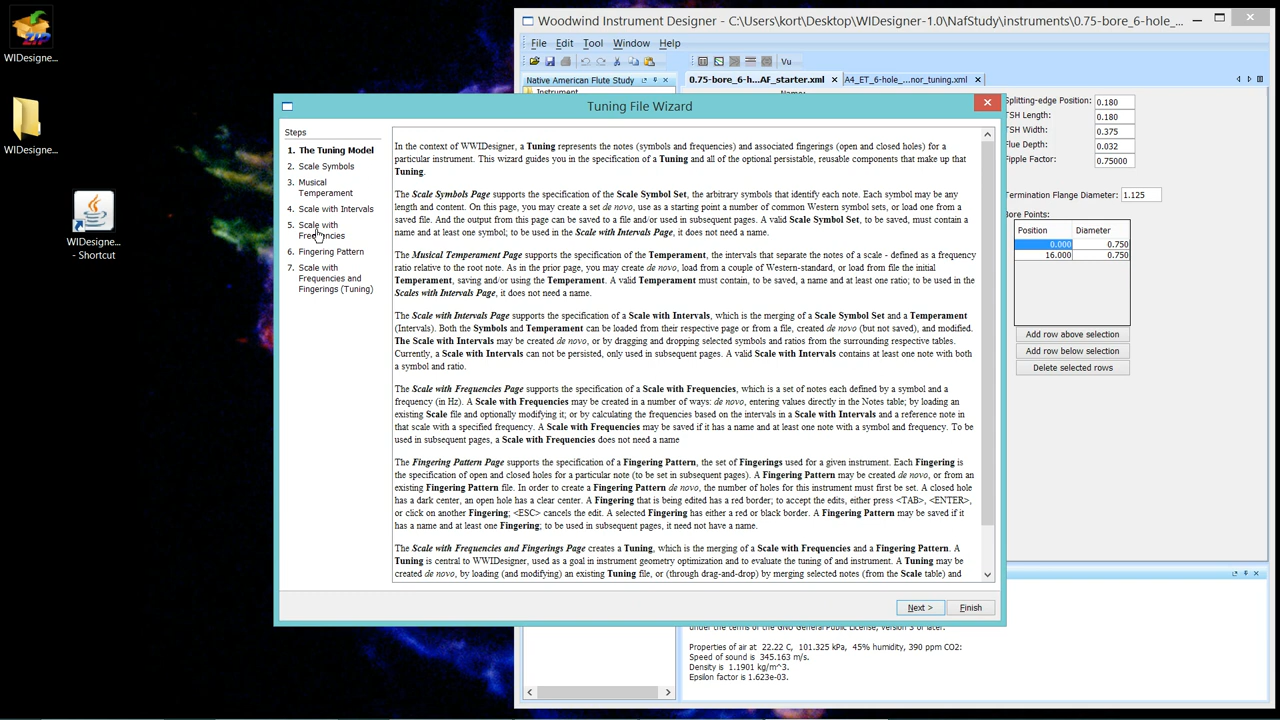 WIDesigne...
WIDesigne...
WIDesigne...
- Shortcut
Woodwind Instrument Designer - C:\Users\kort\Desktop\WIDesigner-1.0\NafStudy\instruments\0.75-bore_6-hole_...
File Edit Tool Window Help
Vu
Native American Flute Study
0.75-bore_6-h...AF_starter.xml
A4_ET_6-hole_...nor_tuning.xml
Instrument
Tuning File Wizard
Steps
1. The Tuning Model
2. Scale Symbols
3. Musical
Temperament
4. Scale with Intervals
5. Scale with
Frequencies
6. Fingering Pattern
7. Scale with
Frequencies and
Fingerings (Tuning)
In the context of WWIDesigner, a Tuning represents the notes (symbols and frequencies) and associated fingerings (open and closed holes) for a
particular instrument. This wizard guides you in the specification of a Tuning and all of the optional persistable, reusable components that make up that
Tuning.
The Scale Symbols Page supports the specification of the Scale Symbol Set, the arbitrary symbols that identify each note. Each symbol may be any
length and content. On this page, you may create a set de novo, use as a starting point a number of common Western symbol sets, or load one from a
saved file. And the output from this page can be saved to a file and/or used in subsequent pages. A valid Scale Symbol Set, to be saved, must contain a
name and at least one symbol; to be used in the Scale with Intervals Page, it does not need a name.
The Musical Temperament Page supports the specification of the Temperament, the intervals that separate the notes of a scale - defined as a frequency
ratio relative to the root note. As in the prior page, you may create de novo, load from a couple of Western-standard, or load from file the initial
Temperament, saving and/or using the Temperament. A valid Temperament must contain, to be saved, a name and at least one ratio; to be used in the
Scales with Intervals Page, it does not need a name.
The Scale with Intervals Page supports the specification of a Scale with Intervals, which is the merging of a Scale Symbol Set and a Temperament
(Intervals). Both the Symbols and Temperament can be loaded from their respective page or from a file, created de novo (but not saved), and modified.
The Scale with Intervals may be created de novo, or by dragging and dropping selected symbols and ratios from the surrounding respective tables.
Currently, a Scale with Intervals can not be persisted, only used in subsequent pages. A valid Scale with Intervals contains at least one note with both
a symbol and ratio.
The Scale with Frequencies Page supports the specification of a Scale with Frequencies, which is a set of notes each defined by a symbol and a
frequency (in Hz). A Scale with Frequencies may be created in a number of ways: de novo, entering values directly in the Notes table; by loading an
existing Scale file and optionally modifying it; or by calculating the frequencies based on the intervals in a Scale with Intervals and a reference note in
that scale with a specified frequency. A Scale with Frequencies may be saved if it has a name and at least one note with a symbol and frequency. To be
used in subsequent pages, a Scale with Frequencies does not need a name
The Fingering Pattern Page supports the specification of a Fingering Pattern, the set of Fingerings used for a given instrument. Each Fingering is
the specification of open and closed holes for a particular note (to be set in subsequent pages). A Fingering Pattern may be created de novo, or from an
existing Fingering Pattern file. In order to create a Fingering Pattern de novo, the number of holes for this instrument must first be set. A closed hole
has a dark center, an open hole has a clear center. A Fingering that is being edited has a red border; to accept the edits, either press <TAB>, <ENTER>,
or click on another Fingering; <ESC> cancels the edit. A selected Fingering has either a red or black border. A Fingering Pattern may be saved if it
has a name and at least one Fingering; to be used in subsequent pages, it need not have a name.
The Scale with Frequencies and Fingerings Page creates a Tuning, which is the merging of a Scale with Frequencies and a Fingering Pattern. A
Tuning is central to WWIDesigner, used as a goal in instrument geometry optimization and to evaluate the tuning of and instrument. A Tuning may be
created de novo, by loading (and modifying) an existing Tuning file, or (through drag-and-drop) by merging selected notes (from the Scale table) and
Next >
Finish
Splitting-edge Position: 0.180
TSH Length: 0.180
TSH Width: 0.375
Flue Depth: 0.032
Fipple Factor: 0.75000
Termination Flange Diameter: 1.125
Bore Points:
Position Diameter
0.000 0.750
16.000 0.750
Add row above selection
Add row below selection
Delete selected rows
under the terms of the GNU General Public License, version 3 or later.
Properties of air at 22.22 C, 101.325 kPa, 45% humidity, 390 ppm CO2:
Speed of sound is 345.163 m/s.
Density is 1.1901 kg/m^3.
Epsilon factor is 1.623e-03.